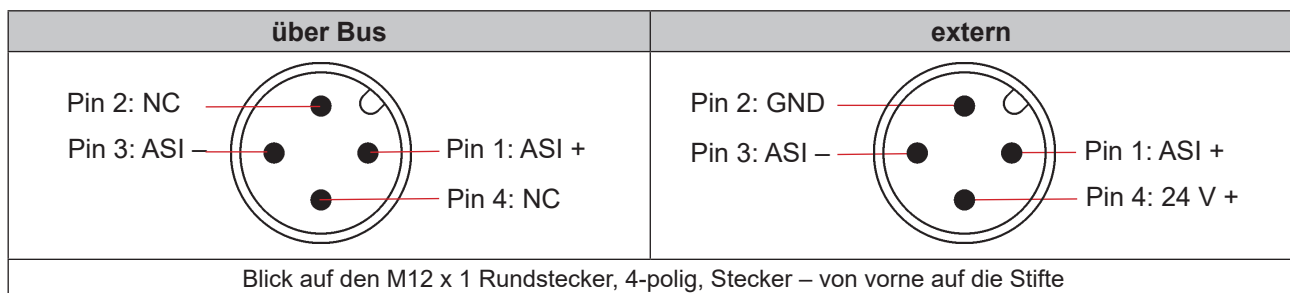 über Bus
extern
Pin 2: NC
Pin 3: ASI –
Pin 1: ASI +
Pin 4: NC
Pin 2: GND
Pin 3: ASI –
Pin 1: ASI +
Pin 4: 24 V +
Blick auf den M12 x 1 Rundstecker, 4-polig, Stecker – von vorne auf die Stifte